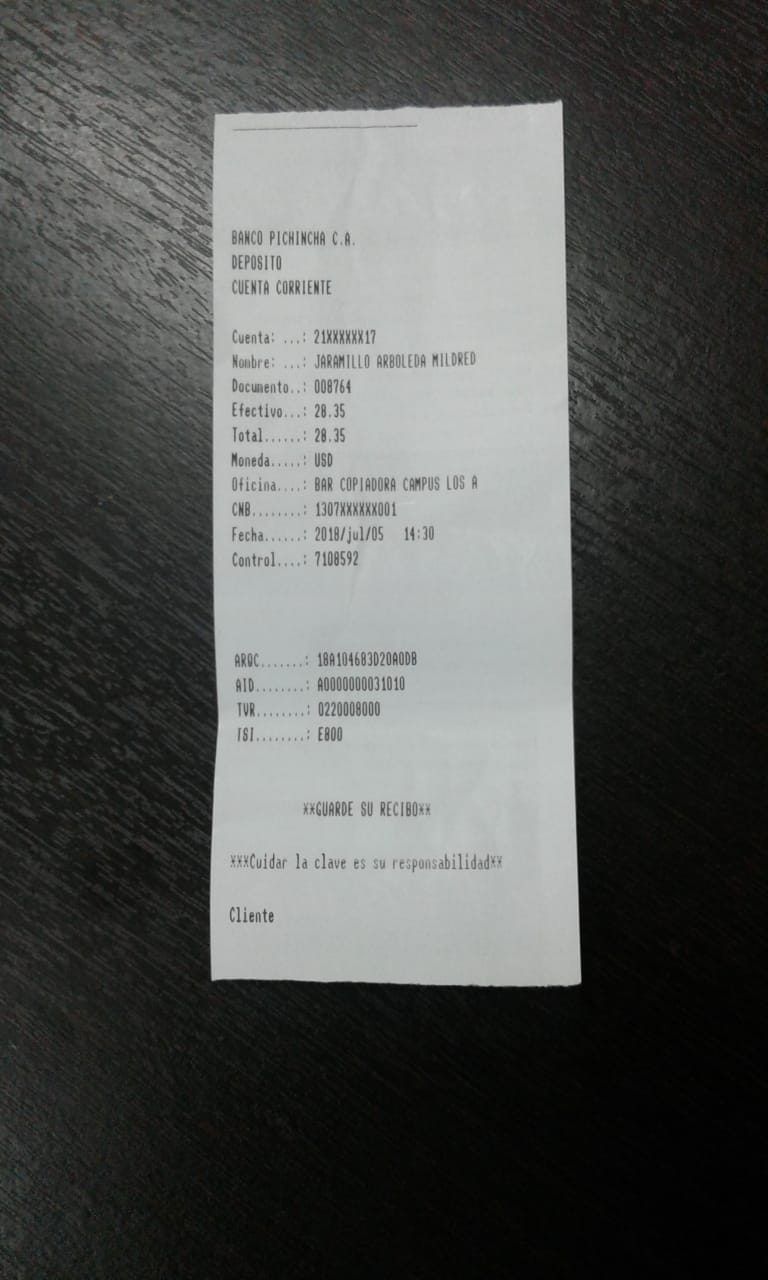 BANCO PICHINCHA C.A.
DEPOSITO
CUENTA CORRIENTE
Cuenta: ...: 21XXXXXX17
Nombre: ...: JARAMILLO ARBOLEDA MILDRED
Documento..: 008764
Efectivo...: 28.35
Total......: 28.35
Moneda.....: USD
Oficina....: BAR COPIADORA CAMPUS LOS A
CNB........: 1307XXXXXX001
Fecha......: 2018/jul/05 14:30
Control....: 7108592
ARQC.......: 18A104683D20A0DB
AID........: A0000000031010
TVR........: 0220008000
TSI........: E800
**GUARDE SU RECIBO**
***Cuidar la clave es su responsabilidad**
Cliente